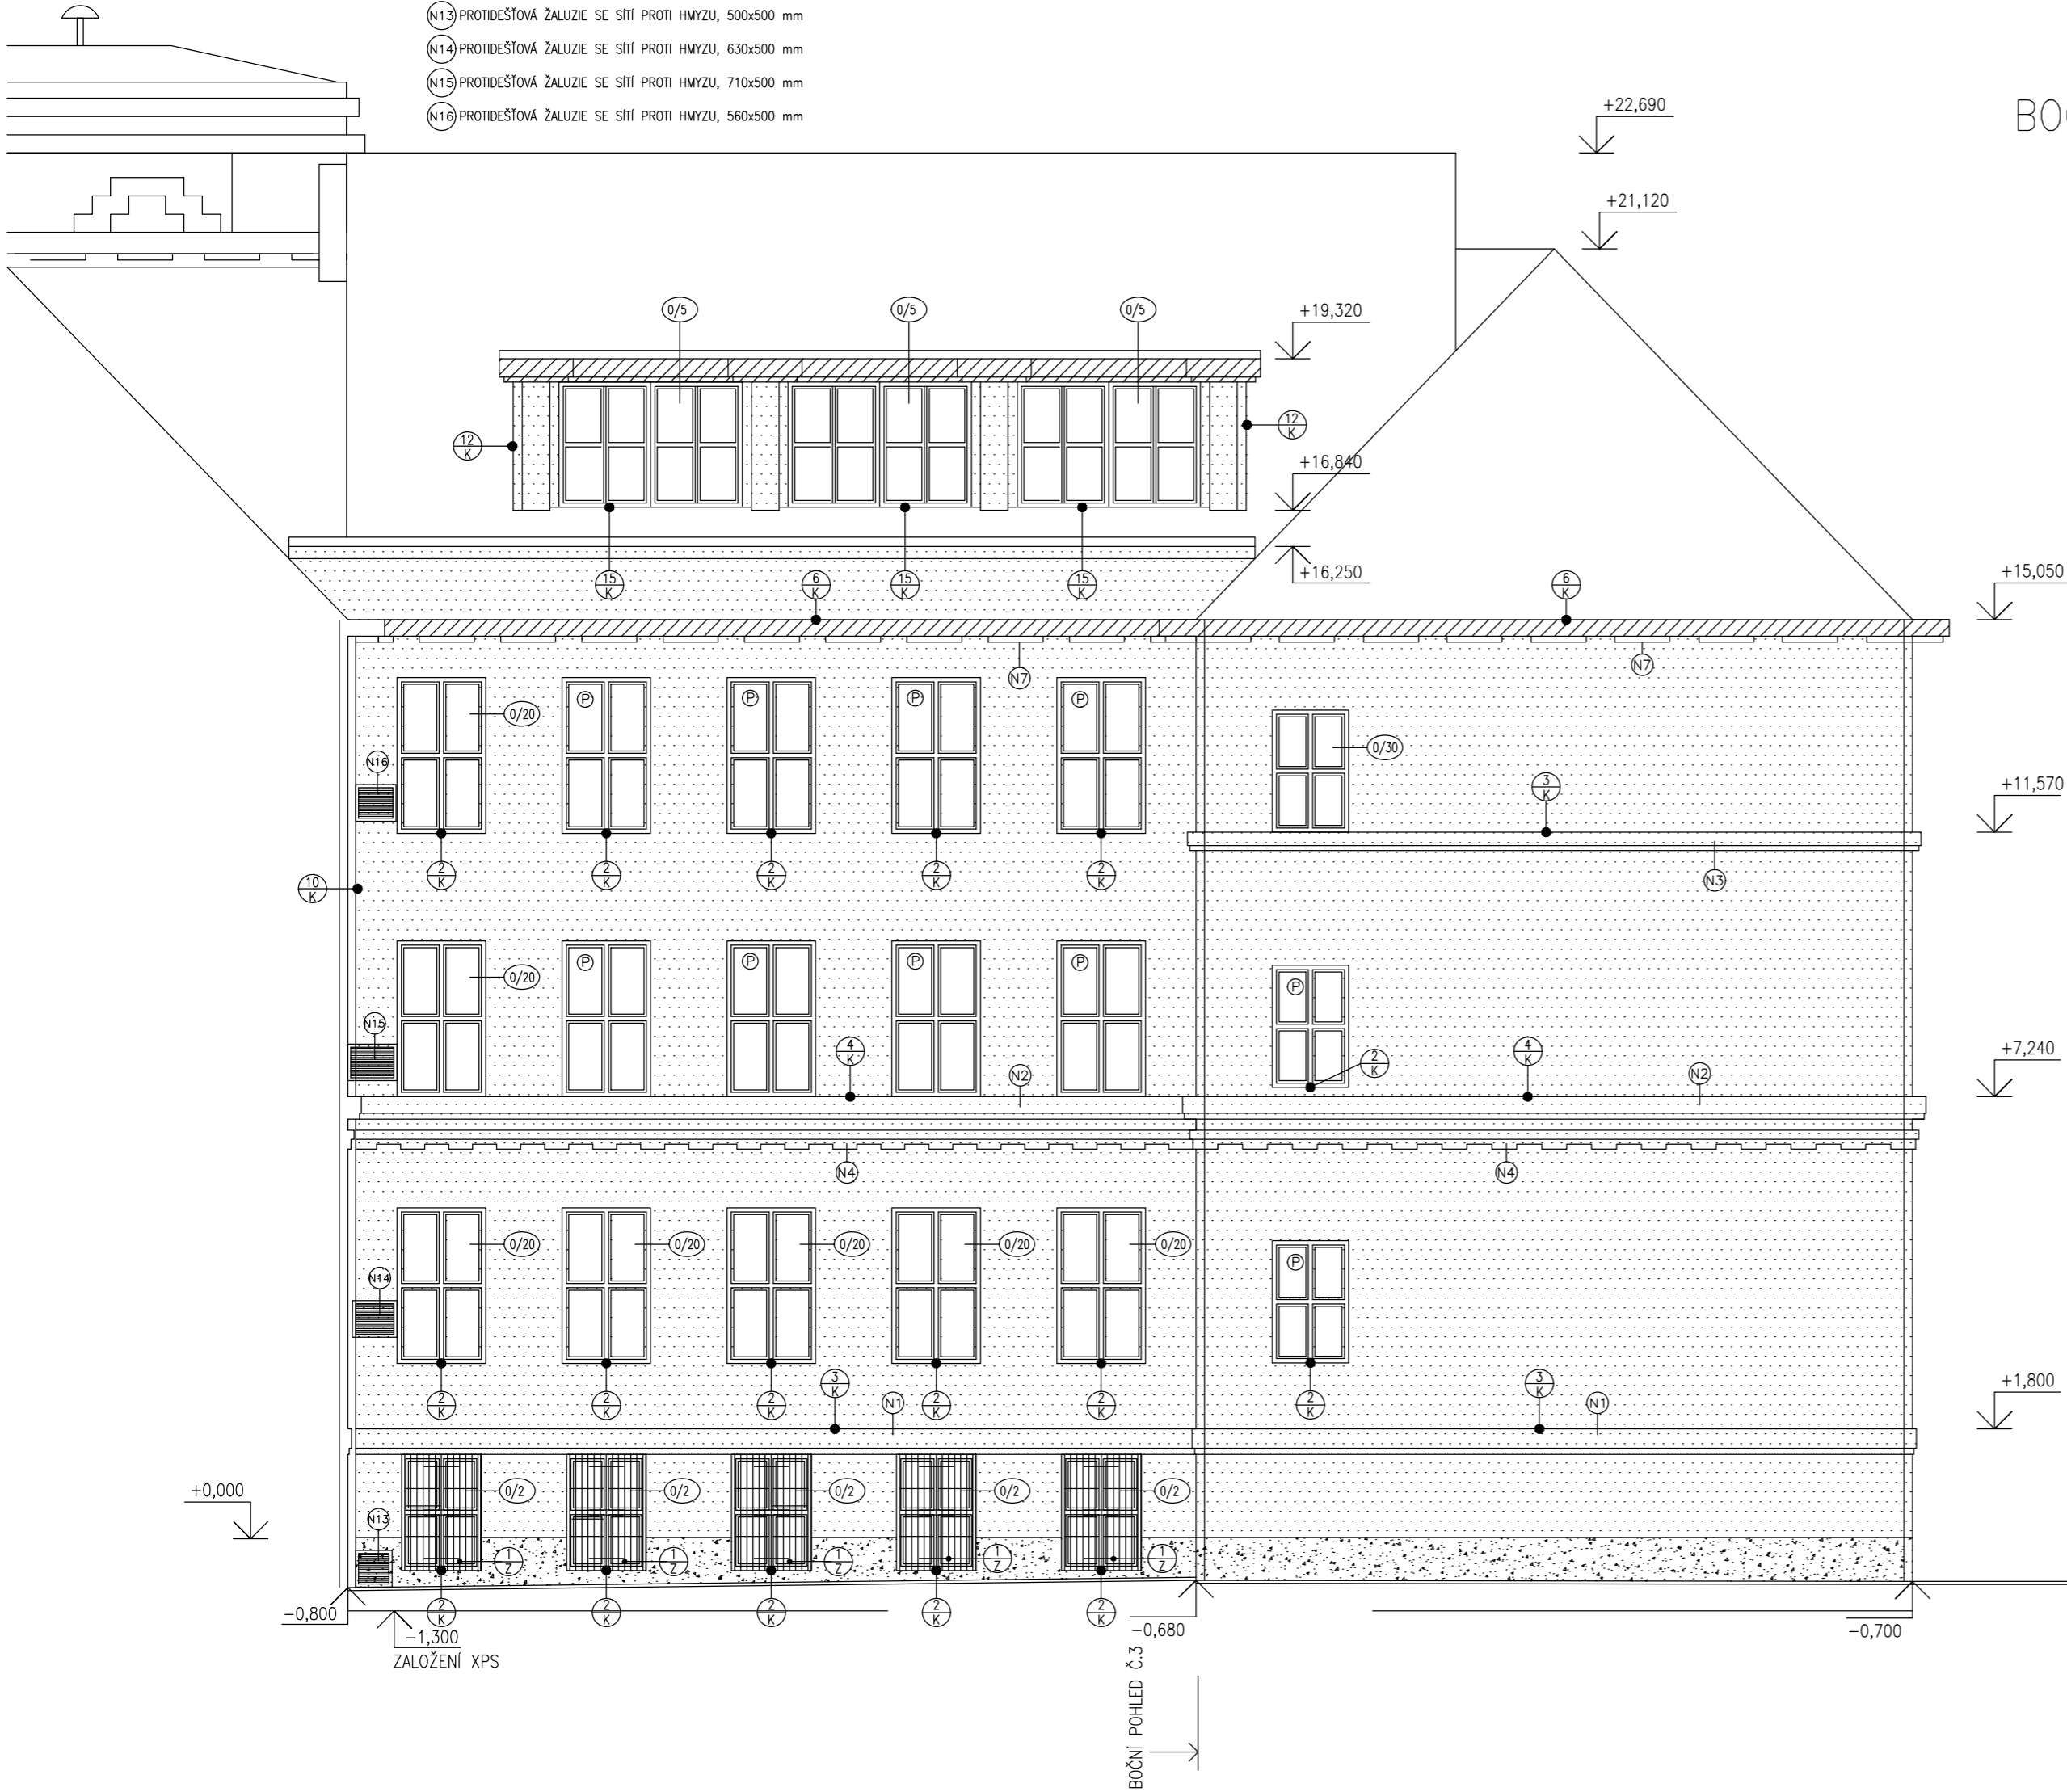 N13 PROTIDEŠŤOVÁ ŽALUZIE SE SÍTÍ PROTI HMYZU, 500x500 mm
N14 PROTIDEŠŤOVÁ ŽALUZIE SE SÍTÍ PROTI HMYZU, 630x500 mm
N15 PROTIDEŠŤOVÁ ŽALUZIE SE SÍTÍ PROTI HMYZU, 710x500 mm
N16 PROTIDEŠŤOVÁ ŽALUZIE SE SÍTÍ PROTI HMYZU, 560x500 mm
+22,690
+21,120
0/5 0/5 0/5
+19,320
12 K
12 K
+16,840
+16,250
15 K 6 K 15 K 15 K 6 K
+15,050
N7 N7
P P P P
0/20
0/30
N16
3 K
+11,570
2 K 2 K 2 K 2 K 2 K
10 K
N3
P P P P
0/20
P
N15
4 K
2 K
4 K
N2
N2
+7,240
N4 N4
0/20 0/20 0/20 0/20 0/20
P
N14
2 K 2 K 2 K 2 K 2 K 2 K
3 K
N1
3 K
N1
+1,800
0/2 0/2 0/2 0/2 0/2
+0,000
N13
1 Z 1 Z 1 Z 1 Z 1 Z
2 K 2 K 2 K 2 K 2 K
-0,800
-1,300
ZALOŽENÍ XPS
-0,680
-0,700
BOČNÍ POHLED Č.3